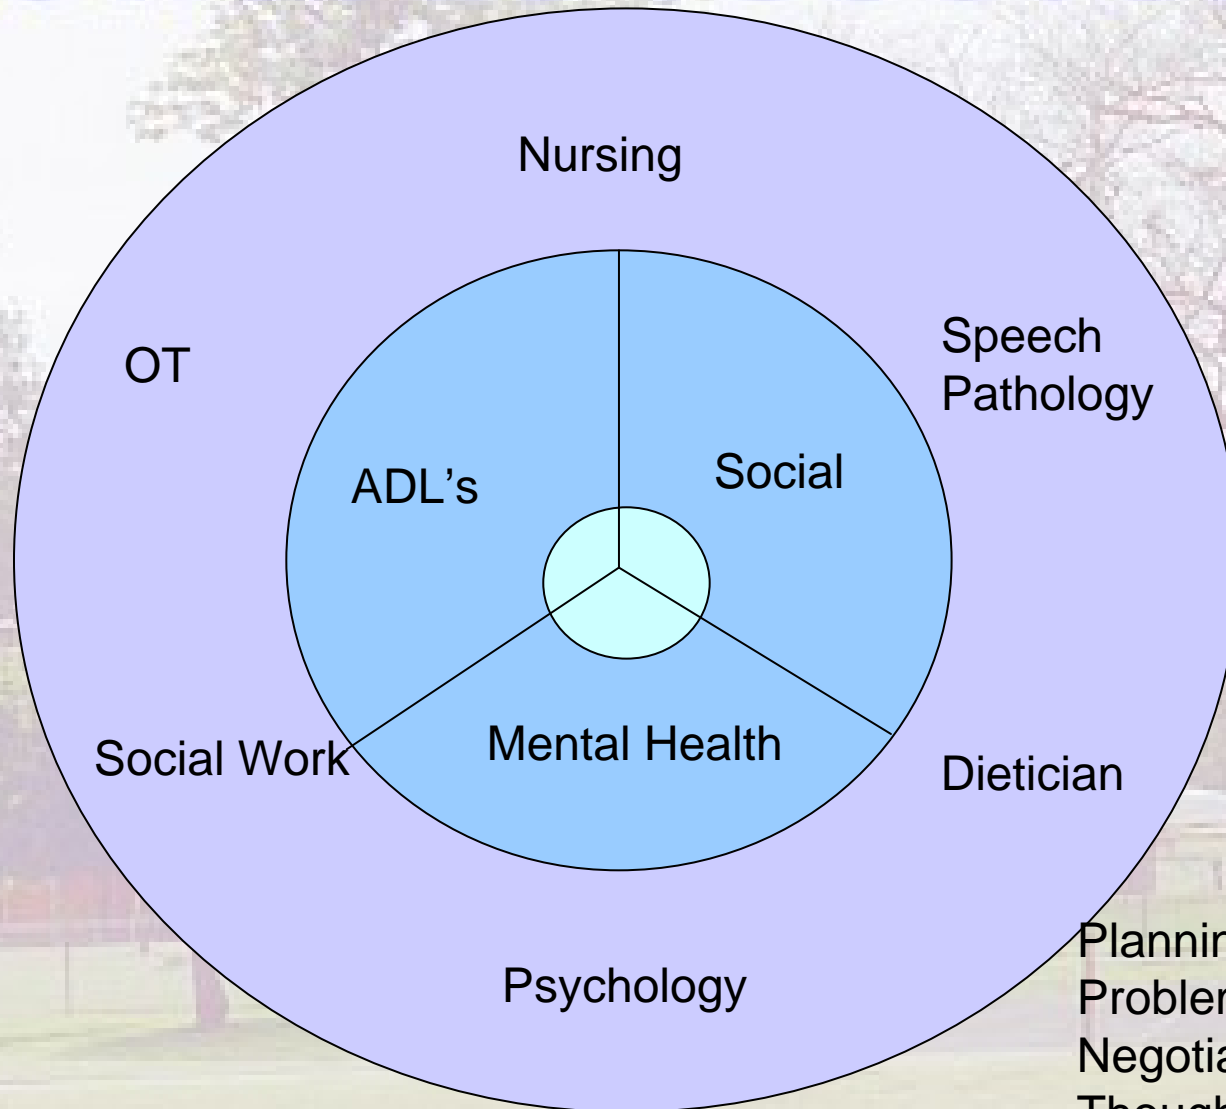 Nursing
OT
Speech
Pathology
ADL’s
Social
Social Work
Mental Health
Dietician
Psychology